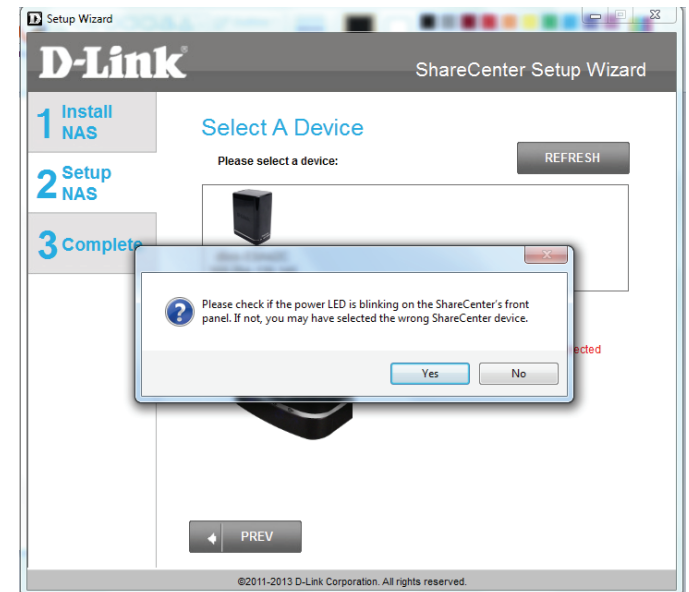 Setup Wizard
D-Link
ShareCenter Setup Wizard
1 Install
NAS
Select A Device
Please select a device:
REFRESH
2 Setup
NAS
3 Complete
Please check if the power LED is blinking on the ShareCenter's front
panel. If not, you may have selected the wrong ShareCenter device.
Yes
No
PREV
©2011-2013 D-Link Corporation. All rights reserved.